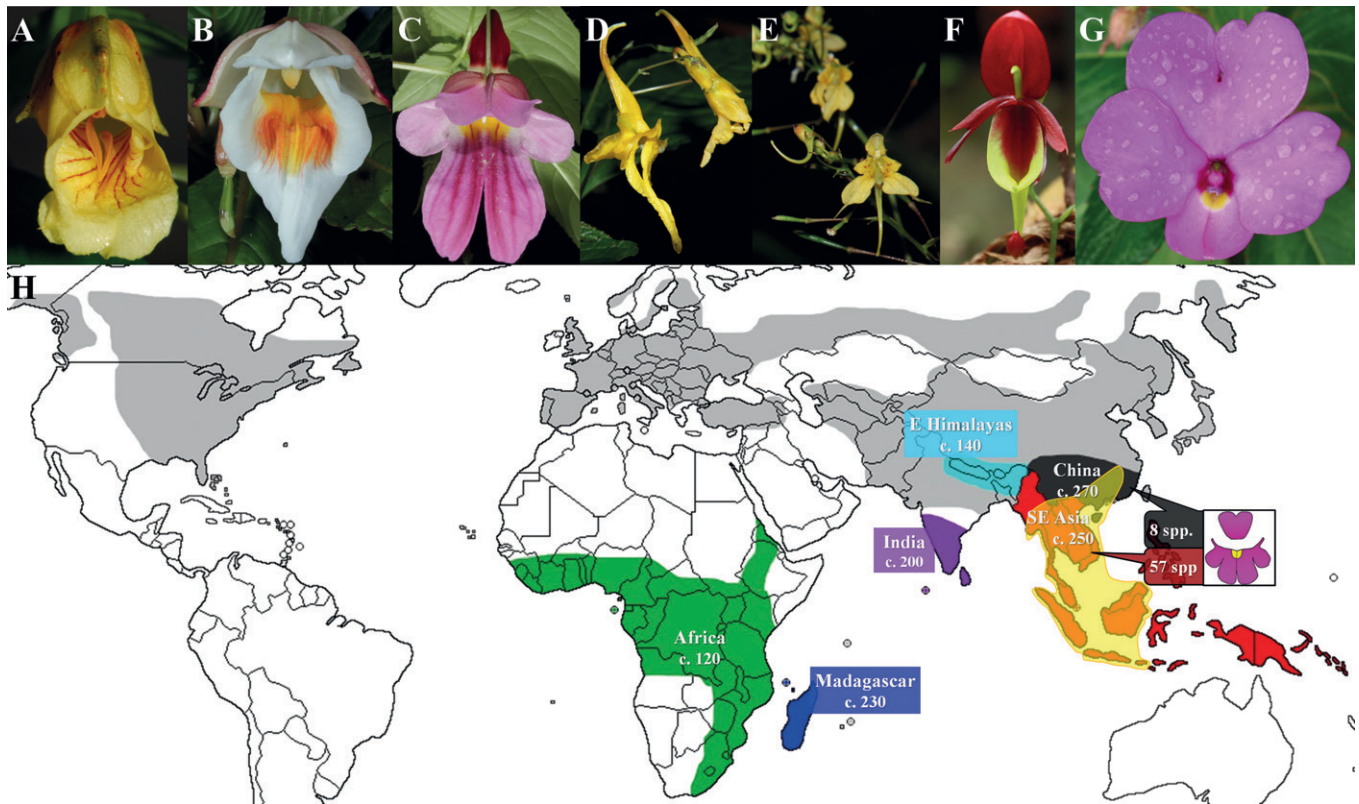 A
B
C
D
E
F
G
H
E Himalayas
c. 140
China
c. 270
SE Asia
c. 250
8 spp.
57 spp
India
c. 200
Africa
c. 120
Madagascar
c. 230